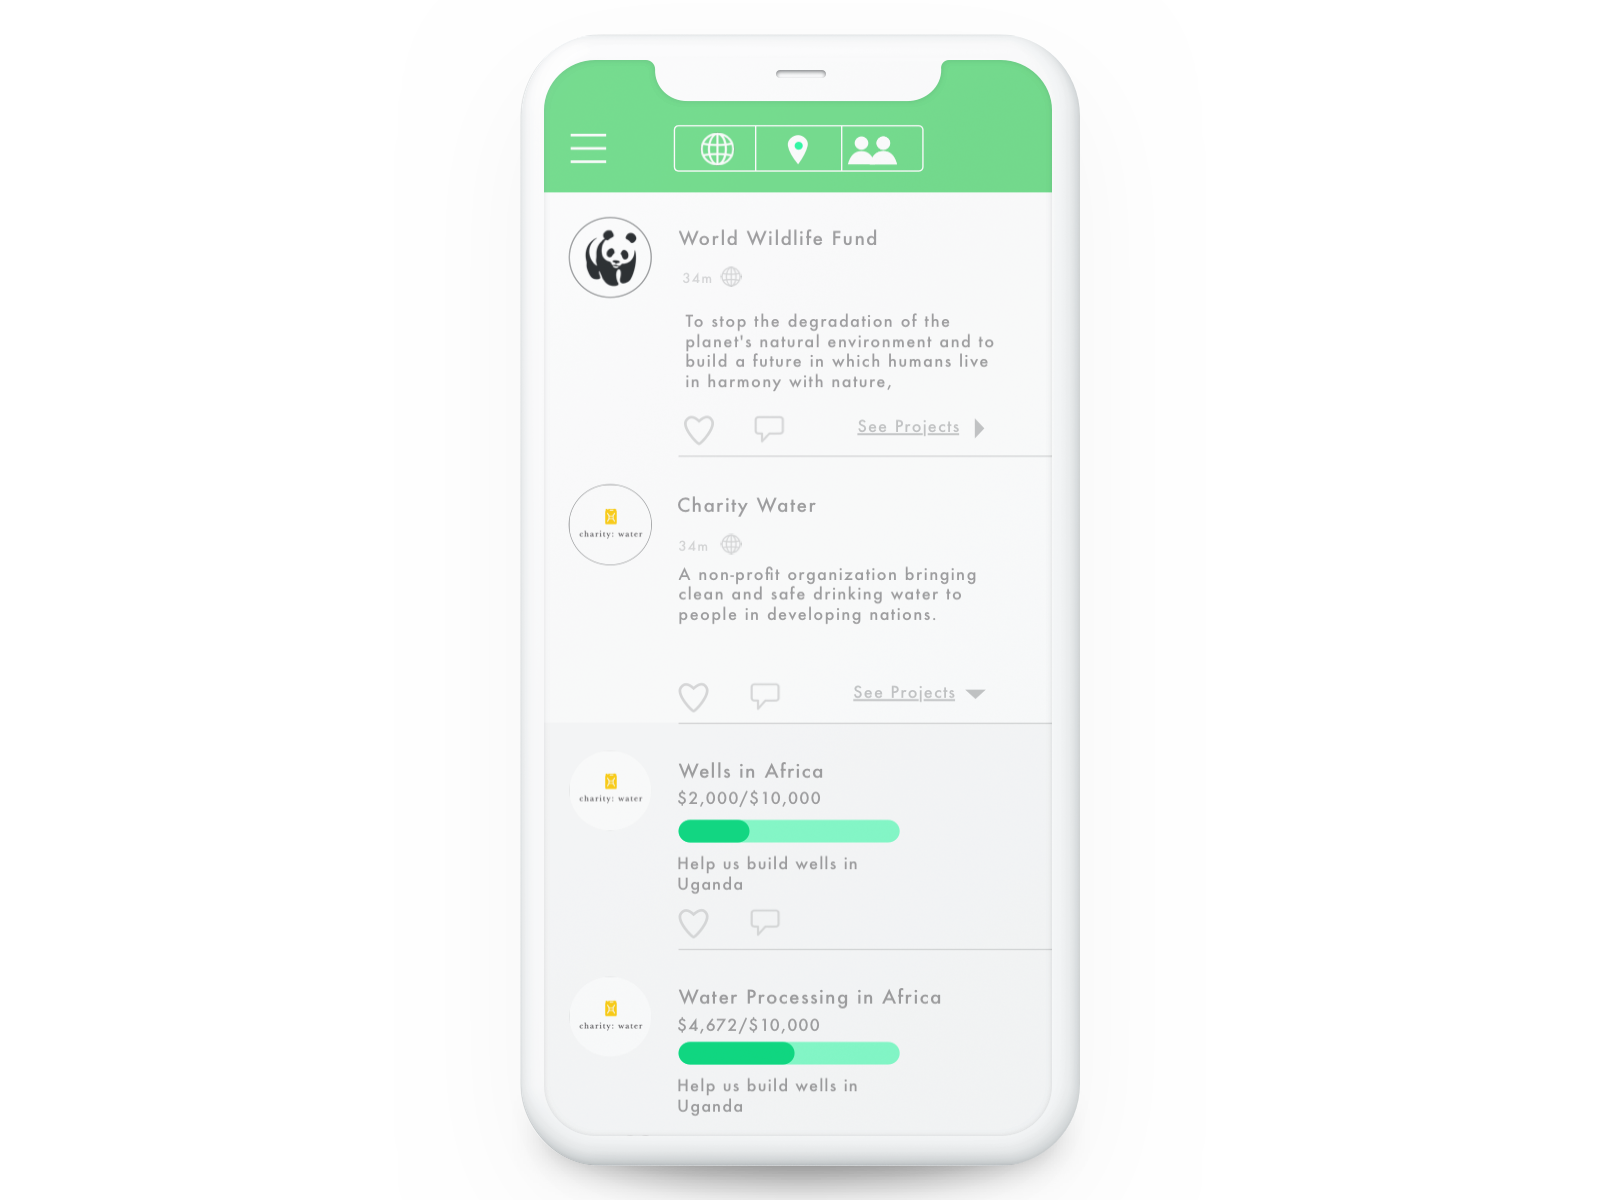 World Wildlife Fund
34m
To stop the degradation of the
planet's natural environment and to
build a future in which humans live
in harmony with nature,
See Projects
charity: water
Charity Water
34m
A non-profit organization bringing
clean and safe drinking water to
people in developing nations.
See Projects
charity: water
Wells in Africa
$2,000/$10,000
Help us build wells in
Uganda
charity: water
Water Processing in Africa
$4,672/$10,000
Help us build wells in
Uganda